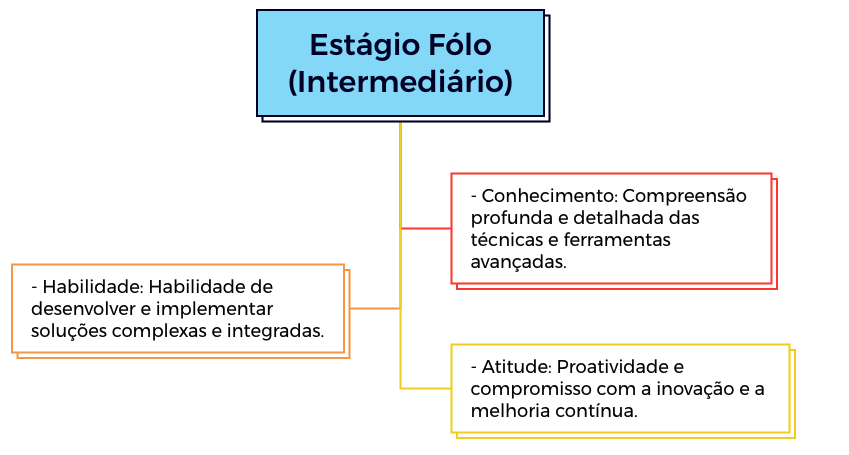 Estágio Fólo
(Intermediário)
- Conhecimento: Compreensão
profunda e detalhada das
técnicas e ferramentas
avançadas.
- Habilidade: Habilidade de
desenvolver e implementar
soluções complexas e integradas.
- Atitude: Proatividade e
compromisso com a inovação e a
melhoria contínua.